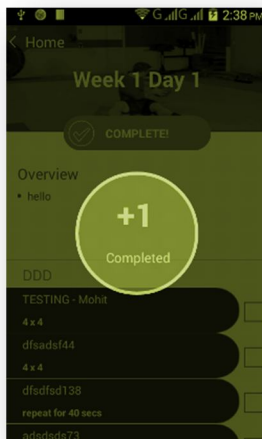 G G 2:38 PM
< Home
Week 1 Day 1
COMPLETE!
Overview
• hello
+1
Completed
DDD
TESTING - Mohit
4 x 4
dfsadsf44
4 x 4
dfsdfsd138
repeat for 40 secs
adsdsds73